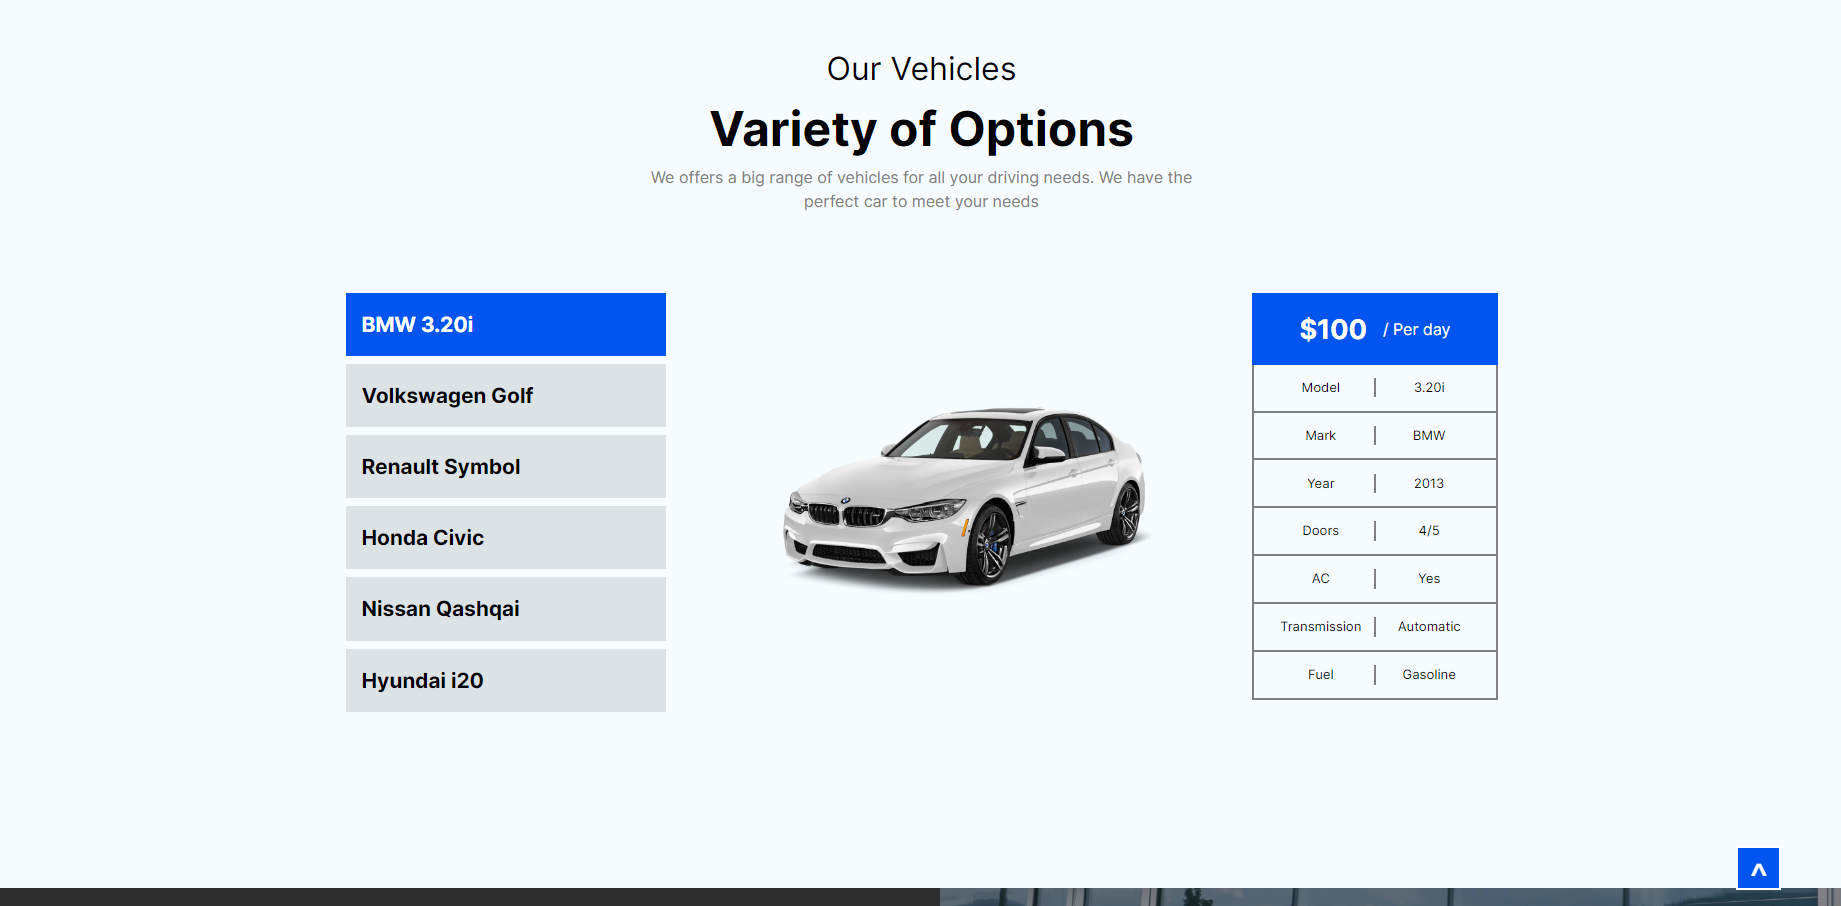 Our Vehicles
Variety of Options
We offers a big range of vehicles for all your driving needs. We have the
perfect car to meet your needs
BMW 3.20i
Volkswagen Golf
Renault Symbol
Honda Civic
Nissan Qashqai
Hyundai i20
$100 / Per day
Model | 3.20i
Mark | BMW
Year | 2013
Doors | 4/5
AC | Yes
Transmission | Automatic
Fuel | Gasoline
^